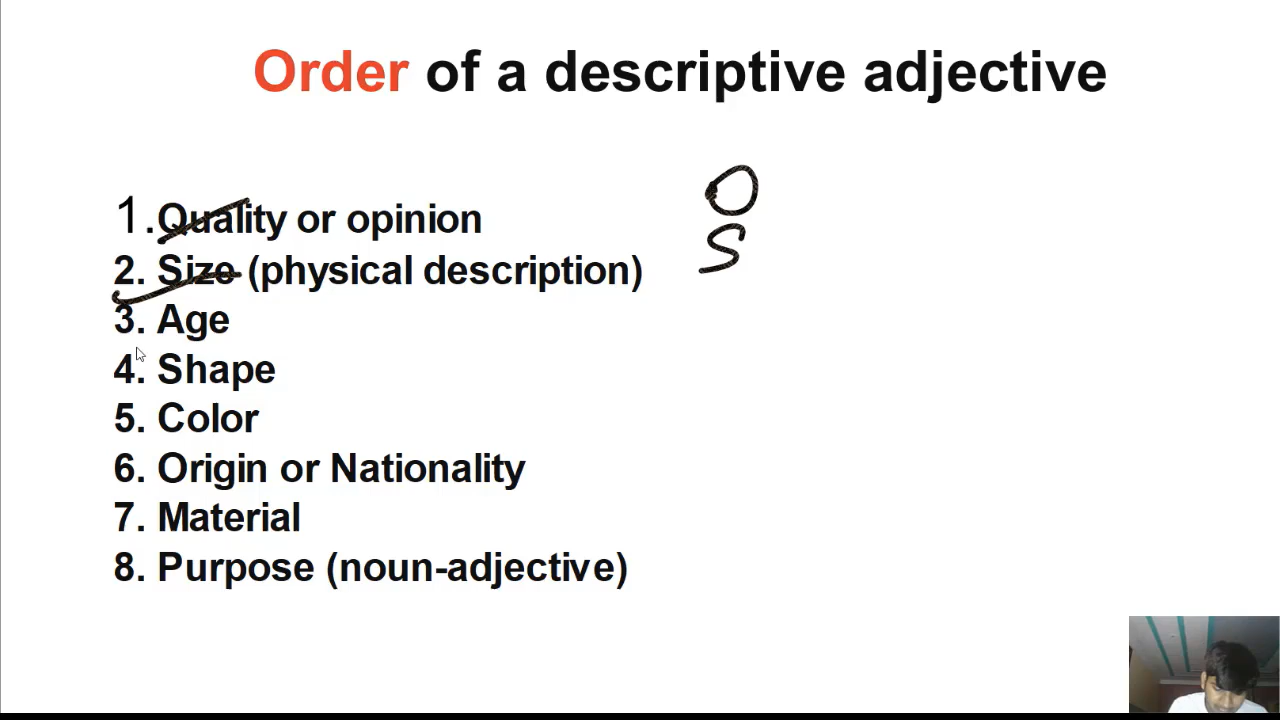 Order of a descriptive adjective
1.Quality or opinion
O
2. Size (physical description)
S
3. Age
4. Shape
5. Color
6. Origin or Nationality
7. Material
8. Purpose (noun-adjective)